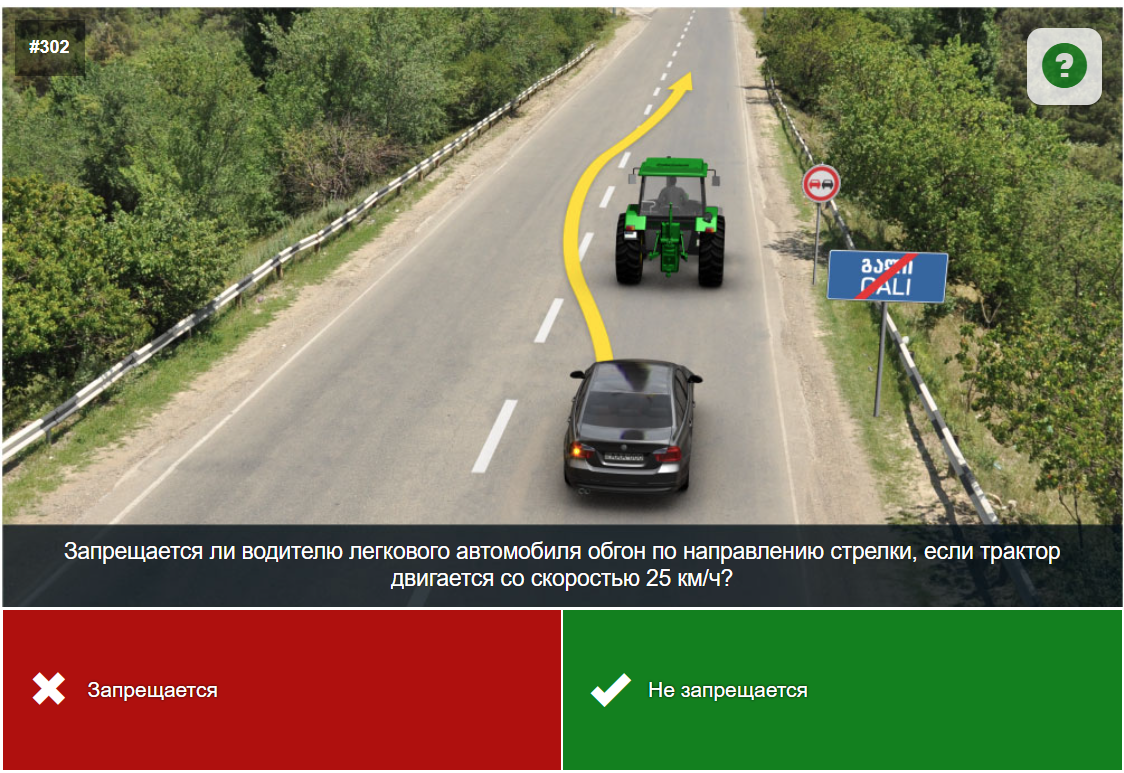 #302
?
გალი
GALI
Запрещается ли водителю легкового автомобиля обгон по направлению стрелки, если трактор
двигается со скоростью 25 км/ч?
Запрещается
Не запрещается